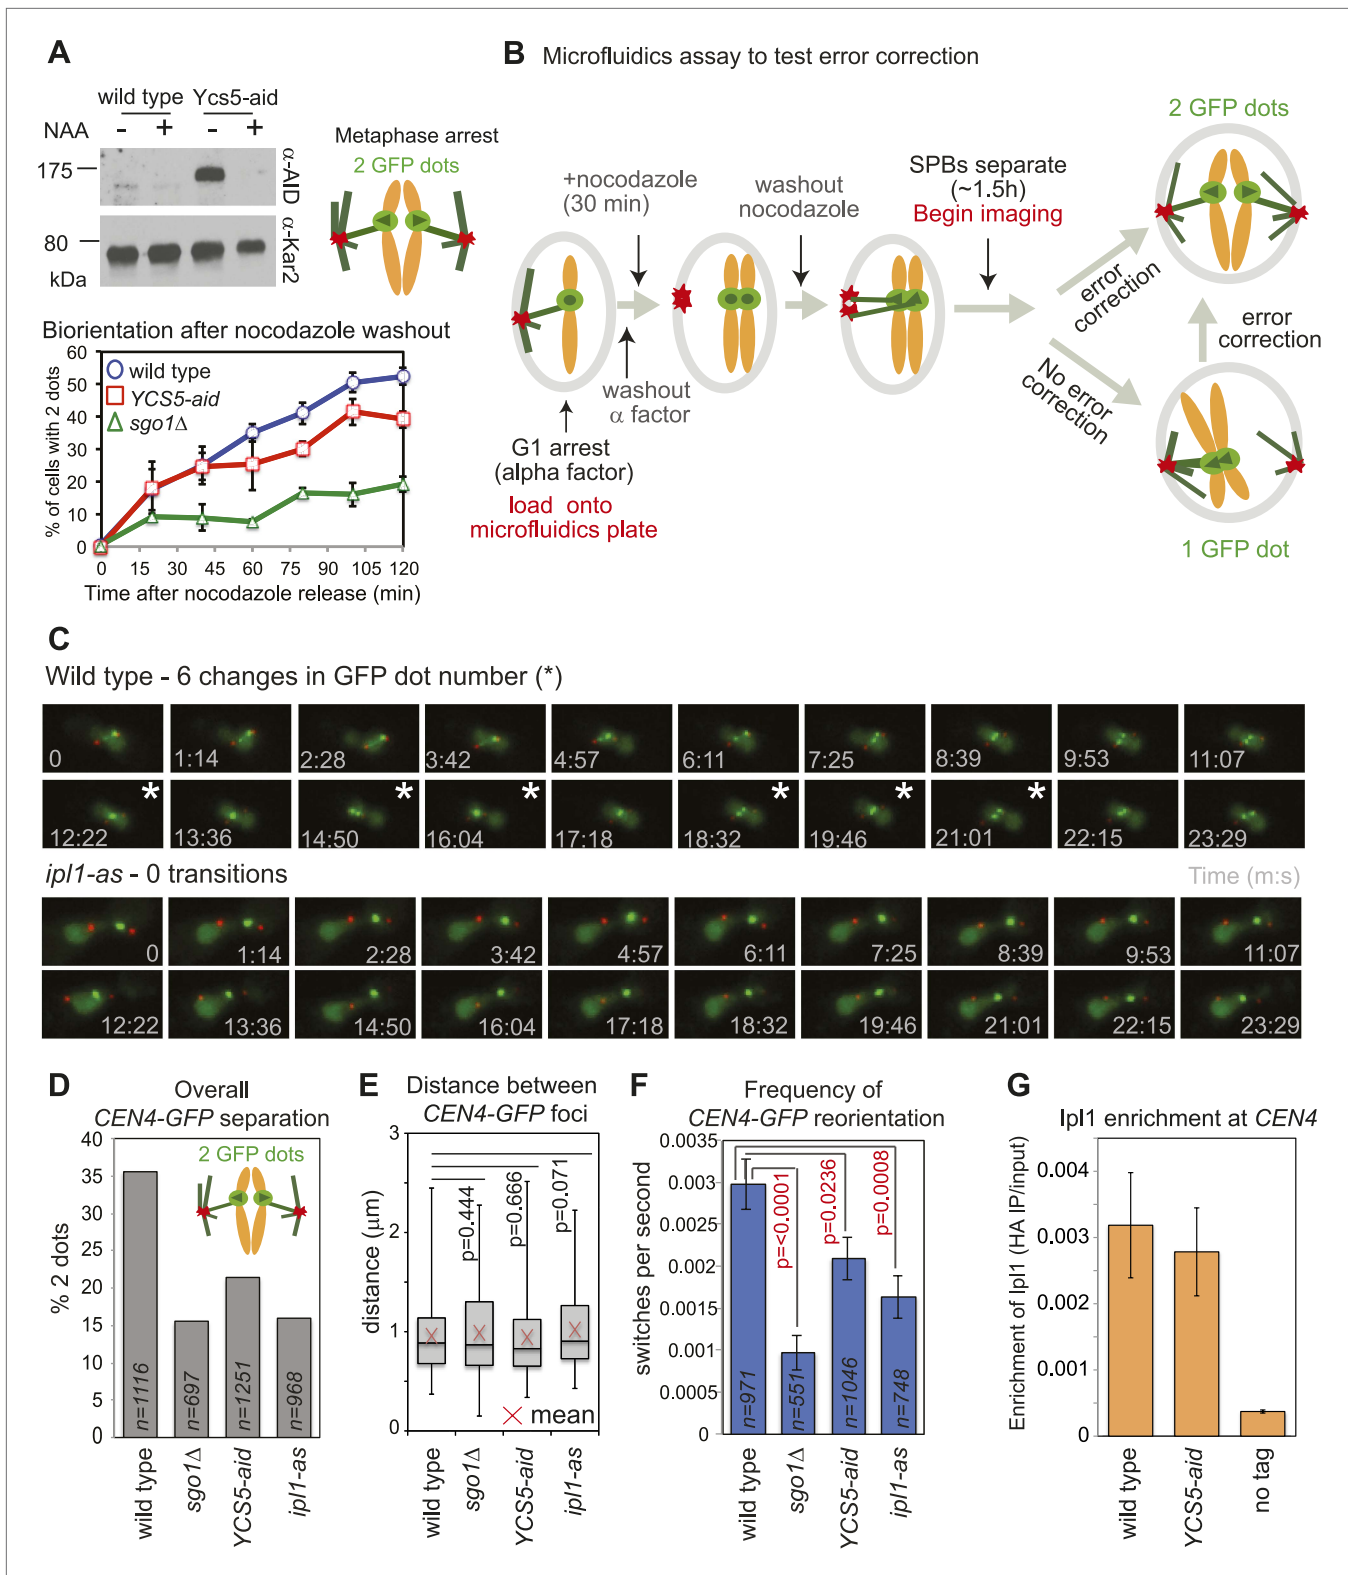 A
wild type
Ycs5-aid
NAA
- + - +
175
α-AID
80
α-Kar2
kDa
Metaphase arrest
2 GFP dots
Biorientation after nocodazole washout
% of cells with 2 dots
60
50
40
30
20
10
0
wild type
YCS5-aid
sgo1Δ
0 15 30 45 60 75 90 105 120
Time after nocodazole release (min)
B Microfluidics assay to test error correction
+nocodazole
(30 min)
washout
nocodazole
SPBs separate
(~1.5h)
Begin imaging
2 GFP dots
error
correction
error
correction
No error
correction
washout
α factor
G1 arrest
(alpha factor)
load onto
microfluidics plate
1 GFP dot
C
Wild type - 6 changes in GFP dot number (*)
0 1:14 2:28 3:42 4:57 6:11 7:25 8:39 9:53 11:07
* * * * * *
12:22 13:36 14:50 16:04 17:18 18:32 19:46 21:01 22:15 23:29
ipl1-as - 0 transitions
Time (m:s)
0 1:14 2:28 3:42 4:57 6:11 7:25 8:39 9:53 11:07
12:22 13:36 14:50 16:04 17:18 18:32 19:46 21:01 22:15 23:29
D
Overall
CEN4-GFP separation
% 2 dots
40
35
30
25
20
15
10
5
0
2 GFP dots
n=1116
n=697
n=1251
n=968
wild type
sgo1Δ
YCS5-aid
ipl1-as
E
Distance between
CEN4-GFP foci
distance (μm)
3
2
1
0
p=0.444
p=0.666
p=0.071
mean
wild type
sgo1Δ
YCS5-aid
ipl1-as
F
Frequency of
CEN4-GFP reorientation
switches per second
0.0035
0.003
0.0025
0.002
0.0015
0.001
0.0005
0
p=<0.0001
p=0.0236
p=0.0008
n=971
n=551
n=1046
n=748
wild type
sgo1Δ
YCS5-aid
ipl1-as
G
Ipl1 enrichment at CEN4
Enrichment of Ipl1 (HA IP/input)
0.004
0.003
0.002
0.001
0
wild type
YCS5-aid
no tag